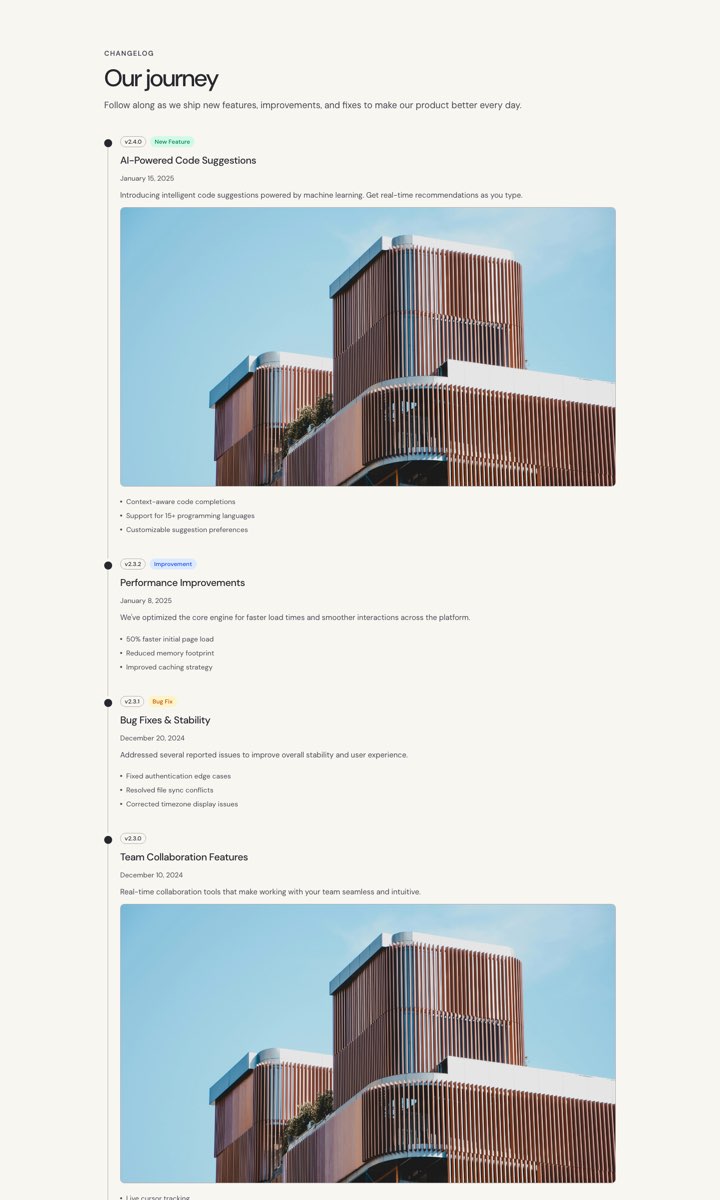 CHANGELOG
Our journey
Follow along as we ship new features, improvements, and fixes to make our product better every day.
v2.4.0 New Feature
AI-Powered Code Suggestions
January 15, 2025
Introducing intelligent code suggestions powered by machine learning. Get real-time recommendations as you type.
• Context-aware code completions
• Support for 15+ programming languages
• Customizable suggestion preferences
v2.3.2 Improvement
Performance Improvements
January 8, 2025
We've optimized the core engine for faster load times and smoother interactions across the platform.
• 50% faster initial page load
• Reduced memory footprint
• Improved caching strategy
v2.3.1 Bug Fix
Bug Fixes & Stability
December 20, 2024
Addressed several reported issues to improve overall stability and user experience.
• Fixed authentication edge cases
• Resolved file sync conflicts
• Corrected timezone display issues
v2.3.0
Team Collaboration Features
December 10, 2024
Real-time collaboration tools that make working with your team seamless and intuitive.
• Live cursor tracking